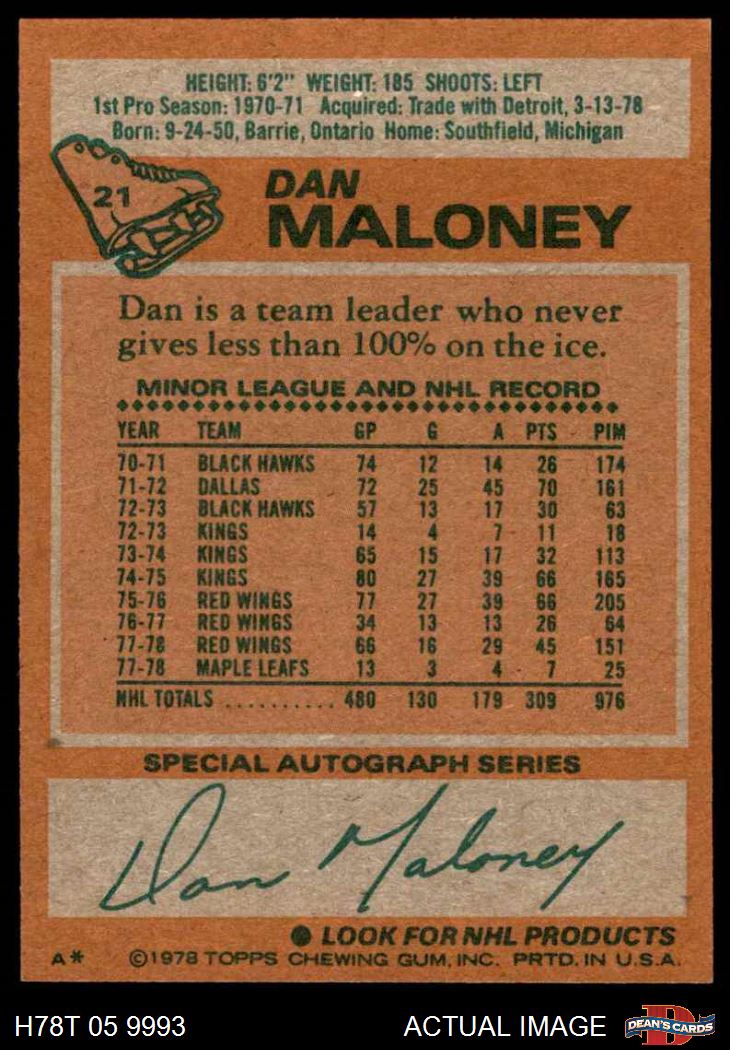 HEIGHT: 6'2" WEIGHT: 185 SHOOTS: LEFT
1st Pro Season: 1970-71 Acquired: Trade with Detroit, 3-13-78
Born: 9-24-50, Barrie, Ontario Home: Southfield, Michigan
21
DAN
MALONEY
Dan is a team leader who never
gives less than 100% on the ice.
MINOR LEAGUE AND NHL RECORD
YEAR TEAM GP G A PTS PIM
70-71 BLACK HAWKS 74 12 14 26 174
71-72 DALLAS 72 25 45 70 161
72-73 BLACK HAWKS 57 13 17 30 63
72-73 KINGS 14 4 7 11 18
73-74 KINGS 65 15 17 32 113
74-75 KINGS 80 27 39 66 165
75-76 RED WINGS 77 27 39 66 205
76-77 RED WINGS 34 13 13 26 64
77-78 RED WINGS 66 16 29 45 151
77-78 MAPLE LEAFS 13 3 4 7 25
NHL TOTALS .......... 480 130 179 309 976
SPECIAL AUTOGRAPH SERIES
Dan Maloney
● LOOK FOR NHL PRODUCTS
A* ©1978 TOPPS CHEWING GUM, INC. PRTD. IN U.S.A.
H78T 05 9993 ACTUAL IMAGE D DEAN'S CARDS